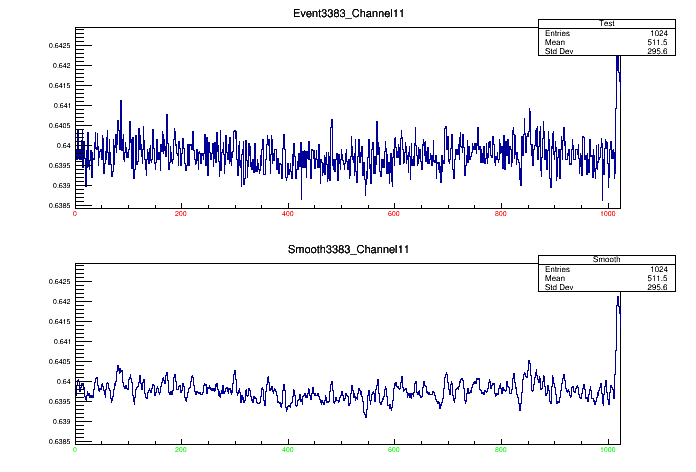 Event3383_Channel11
Test
Entries 1024
Mean 511.5
Std Dev 295.6
0.6425
0.642
0.6415
0.641
0.6405
0.64
0.6395
0.639
0.6385
0 200 400 600 800 1000
Smooth3383_Channel11
Smooth
Entries 1024
Mean 511.5
Std Dev 295.6
0.6425
0.642
0.6415
0.641
0.6405
0.64
0.6395
0.639
0.6385
0 200 400 600 800 1000